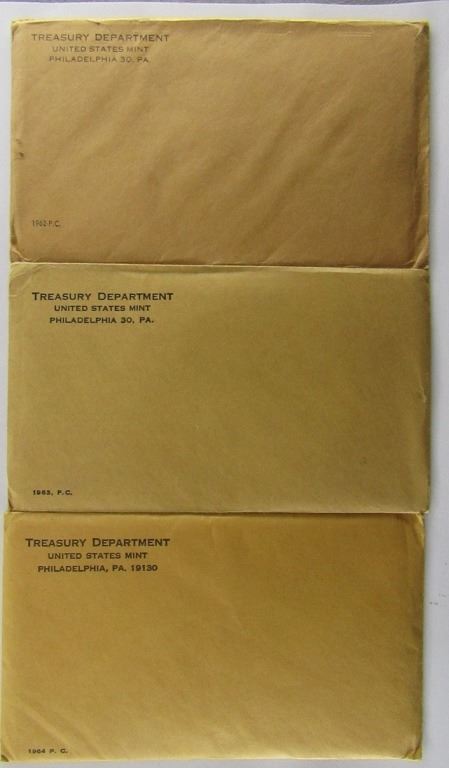 TREASURY DEPARTMENT
UNITED STATES MINT
PHILADELPHIA 30, PA.
1962-P.C.
TREASURY DEPARTMENT
UNITED STATES MINT
PHILADELPHIA 30, PA.
1963, P.C.
TREASURY DEPARTMENT
UNITED STATES MINT
PHILADELPHIA, PA. 19130
1964 P. C.